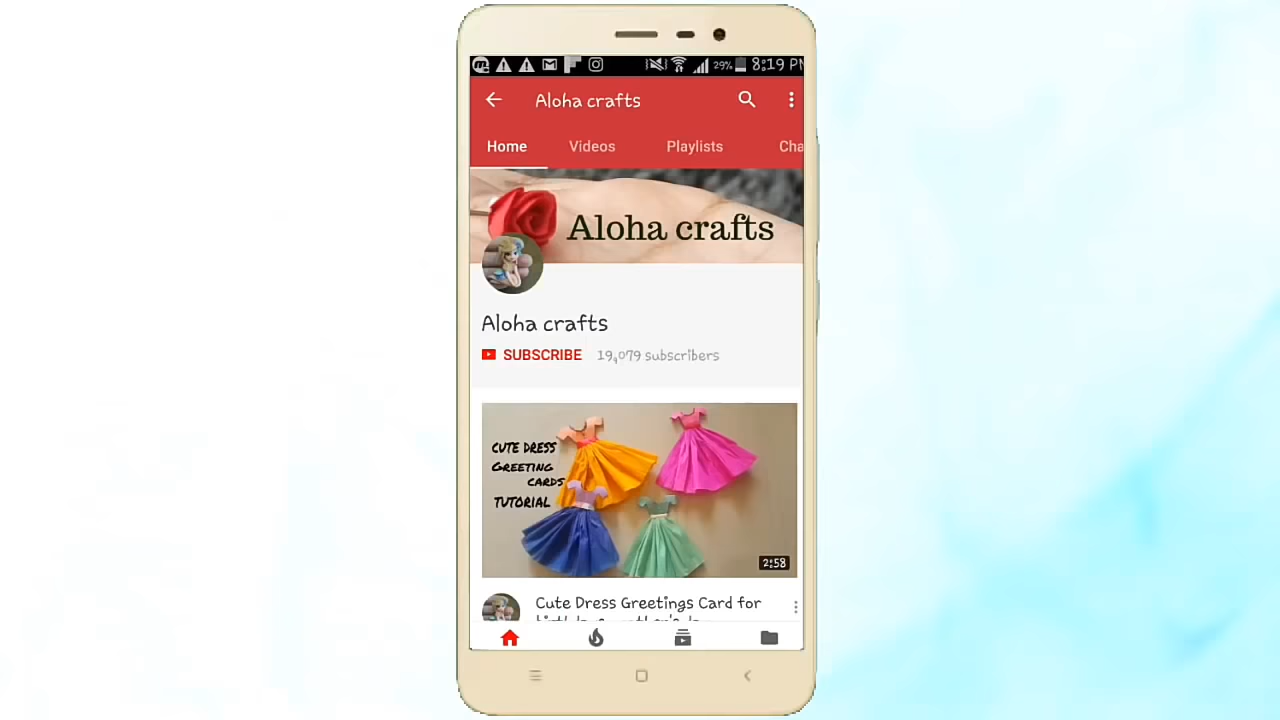 29% 8:19 PM
Aloha crafts
Home Videos Playlists Cha
Aloha crafts
Aloha crafts
SUBSCRIBE 19,079 subscribers
CUTE DRESS
GREETING
CARDS
TUTORIAL
2:58
Cute Dress Greetings Card for